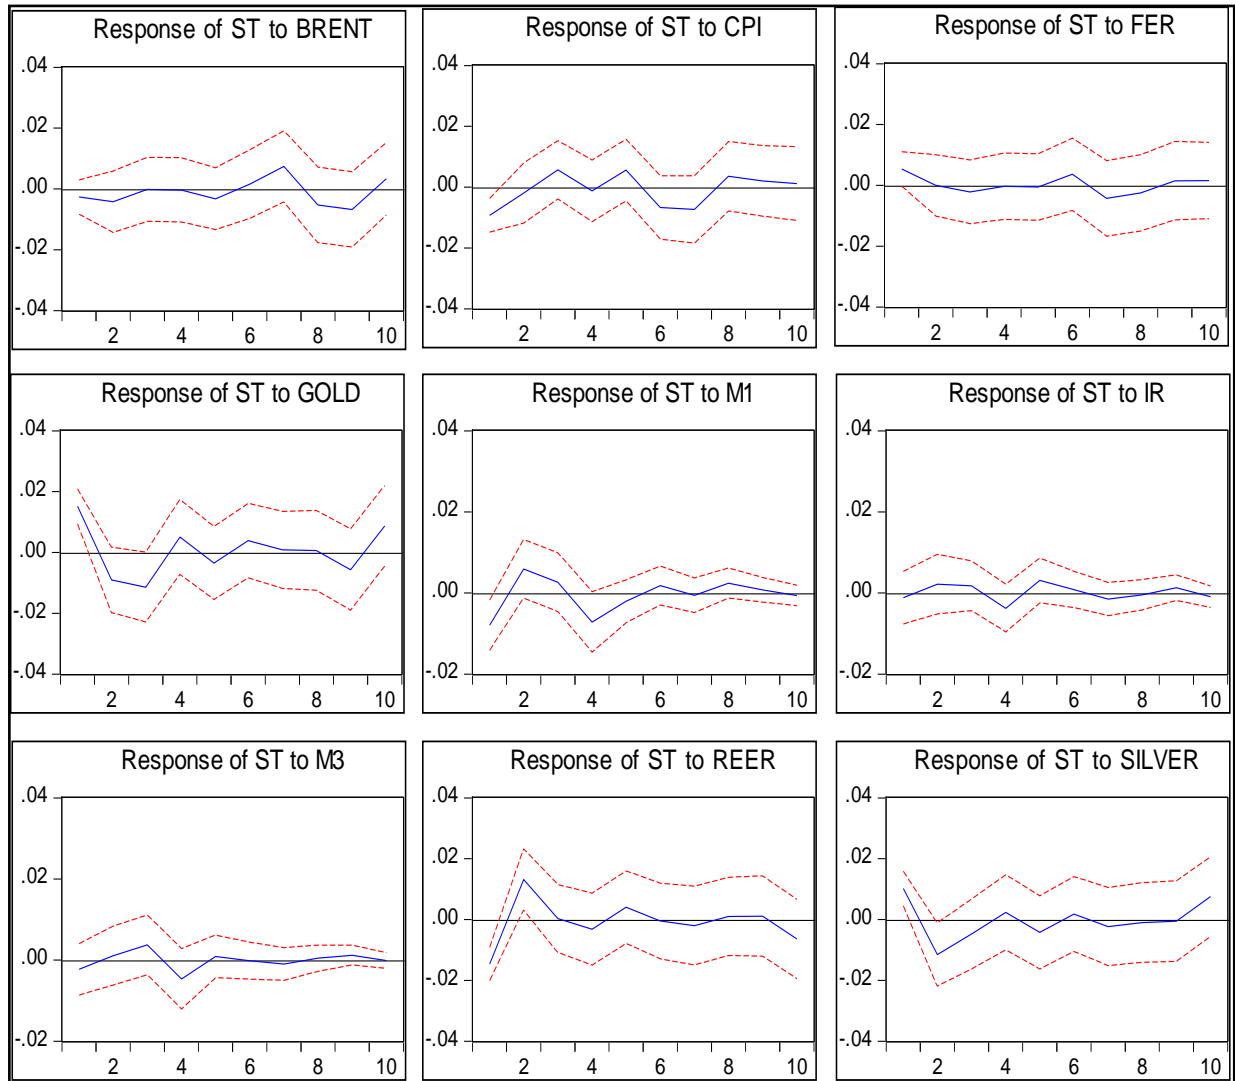 Response of ST to BRENT
.04
.02
.00
-.02
-.04
2 4 6 8 10
Response of ST to CPI
.04
.02
.00
-.02
-.04
2 4 6 8 10
Response of ST to FER
.04
.02
.00
-.02
-.04
2 4 6 8 10
Response of ST to GOLD
.04
.02
.00
-.02
-.04
2 4 6 8 10
Response of ST to M1
.04
.02
.00
-.02
2 4 6 8 10
Response of ST to IR
.04
.02
.00
-.02
2 4 6 8 10
Response of ST to M3
.04
.02
.00
-.02
2 4 6 8 10
Response of ST to REER
.04
.02
.00
-.02
-.04
2 4 6 8 10
Response of ST to SILVER
.04
.02
.00
-.02
-.04
2 4 6 8 10